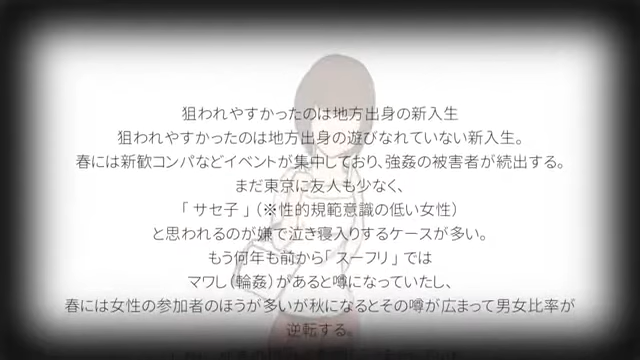 狙われやすかったのは地方出身の新入生
狙われやすかったのは地方出身の遊びなれていない新入生。
春には新歓コンパなどイベントが集中しており、強姦の被害者が続出する。
まだ東京に友人も少なく、
「 サセ子 」（※性的規範意識の低い女性）
と思われるのが嫌で泣き寝入りするケースが多い。
もう何年も前から「 スーフリ 」では
マワし（輪姦）があると噂になっていたし、
春には女性の参加者のほうが多いが秋になるとその噂が広まって男女比率が
逆転する。